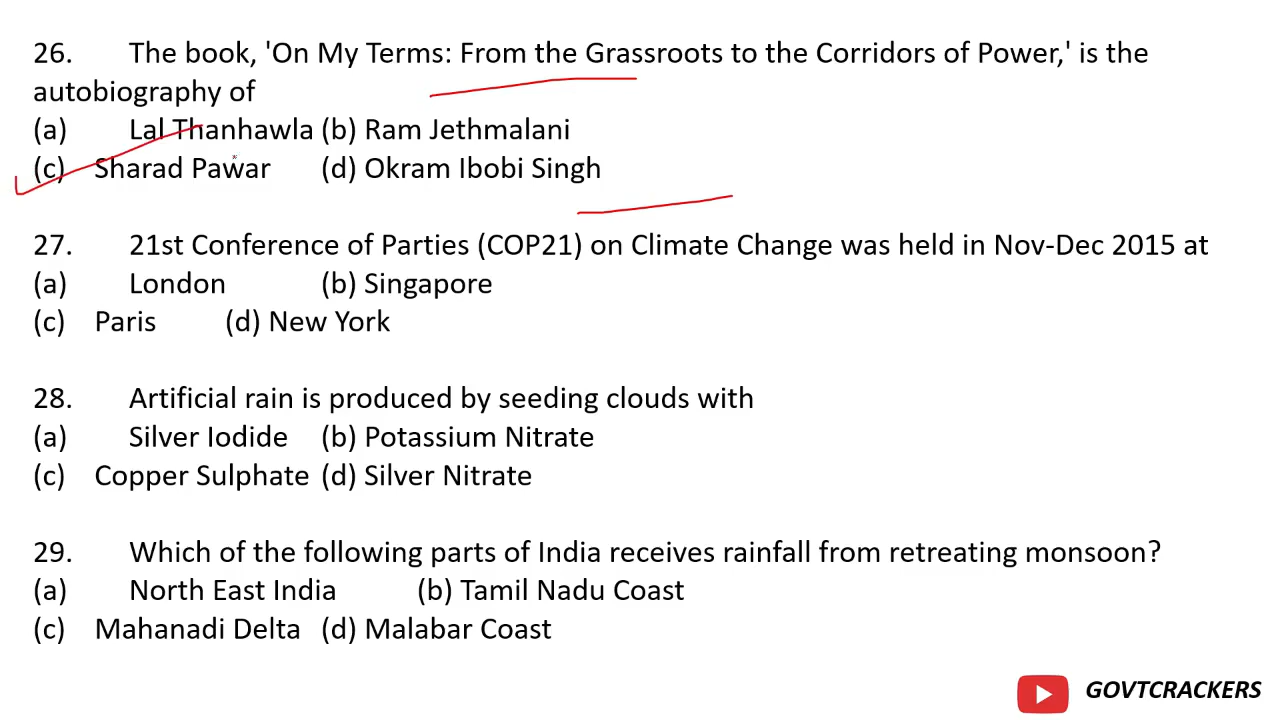 26. The book, 'On My Terms: From the Grassroots to the Corridors of Power,' is the
autobiography of
(a) Lal Thanhawla (b) Ram Jethmalani
(c) Sharad Pawar (d) Okram Ibobi Singh
27. 21st Conference of Parties (COP21) on Climate Change was held in Nov-Dec 2015 at
(a) London (b) Singapore
(c) Paris (d) New York
28. Artificial rain is produced by seeding clouds with
(a) Silver Iodide (b) Potassium Nitrate
(c) Copper Sulphate (d) Silver Nitrate
29. Which of the following parts of India receives rainfall from retreating monsoon?
(a) North East India (b) Tamil Nadu Coast
(c) Mahanadi Delta (d) Malabar Coast
GOVTCRACKERS